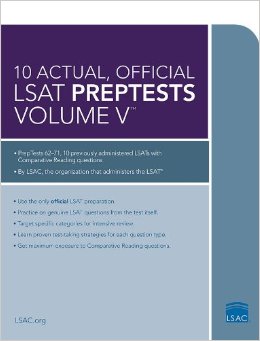 10 ACTUAL, OFFICIAL
LSAT PREPTESTS
VOLUME V™
• PrepTests 62–71, 10 previously administered LSATs with
Comparative Reading questions
• By LSAC, the organization that administers the LSAT®
• Use the only official LSAT preparation.
• Practice on genuine LSAT questions from the test itself.
• Target specific categories for intensive review.
• Learn proven test-taking strategies for each question type.
• Get maximum exposure to Comparative Reading questions.
LSAC.org
LSAC